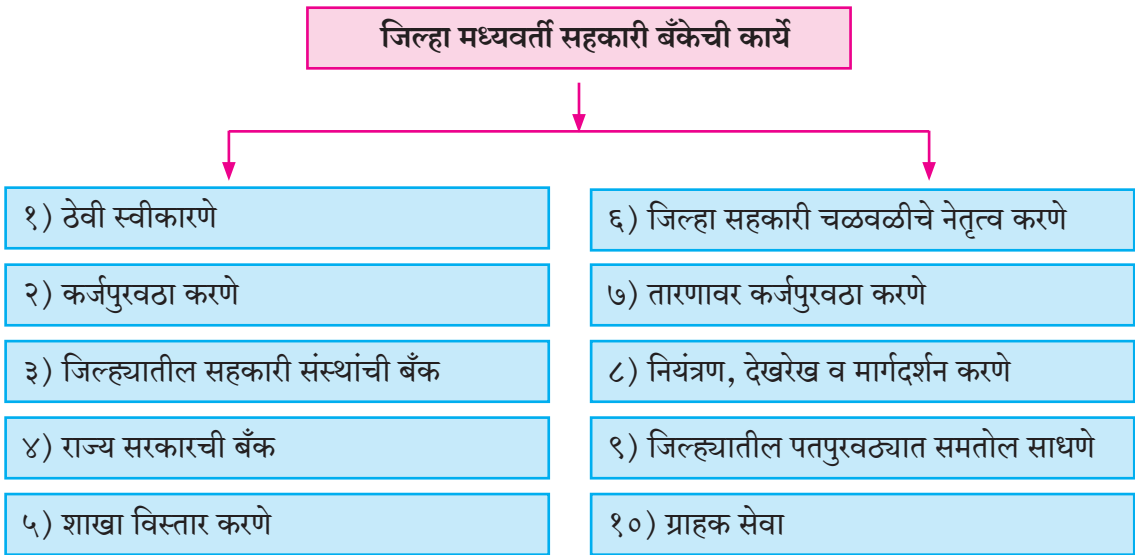 जिल्हा मध्यवर्ती सहकारी बँकेची कार्ये
१) ठेवी स्वीकारणे
२) कर्जपुरवठा करणे
३) जिल्ह्यातील सहकारी संस्थांची बँक
४) राज्य सरकारची बँक
५) शाखा विस्तार करणे
६) जिल्हा सहकारी चळवळीचे नेतृत्व करणे
७) तारणावर कर्जपुरवठा करणे
८) नियंत्रण, देखरेख व मार्गदर्शन करणे
९) जिल्ह्यातील पतपुरवठ्यात समतोल साधणे
१०) ग्राहक सेवा